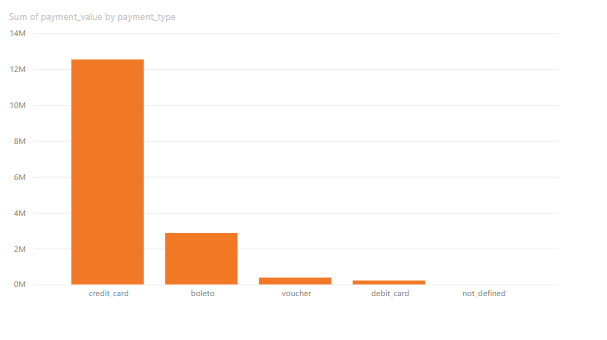 Sum of payment_value by payment_type
14M
12M
10M
8M
6M
4M
2M
0M
credit_card boleto voucher debit_card not_defined